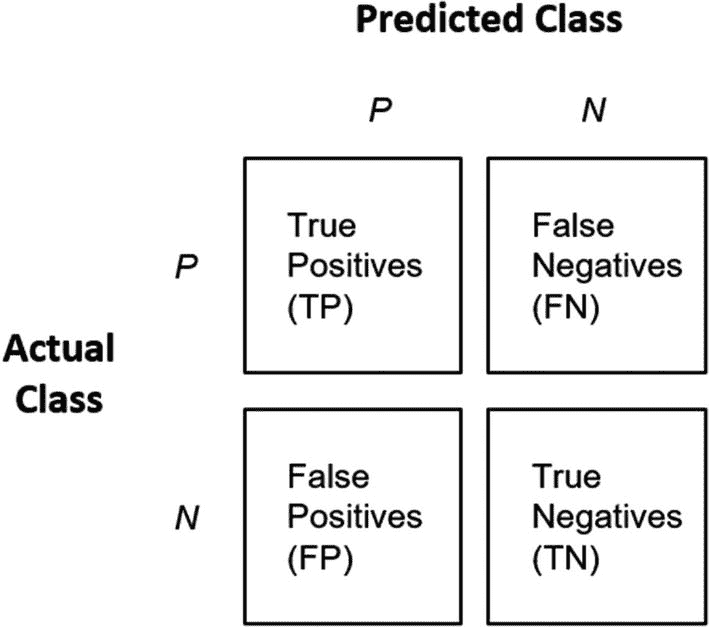 Predicted Class
P
N
P
True
Positives
(TP)
False
Negatives
(FN)
Actual
Class
N
False
Positives
(FP)
True
Negatives
(TN)